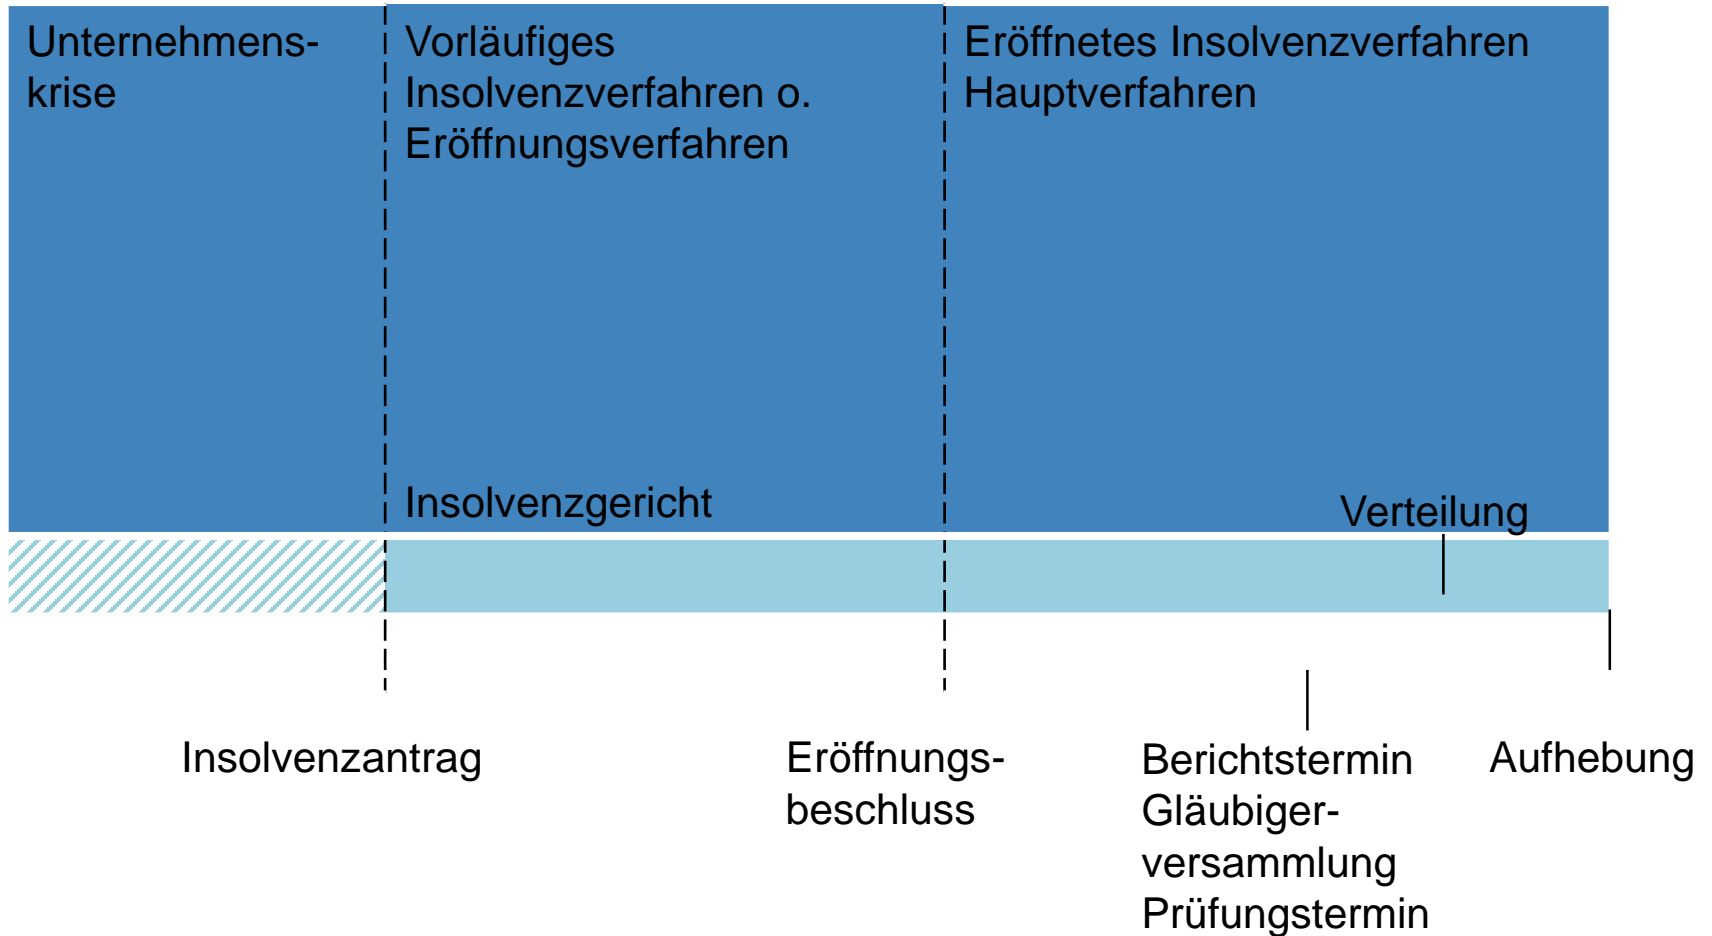 Unternehmens-
krise
Vorläufiges
Insolvenzverfahren o.
Eröffnungsverfahren
Eröffnetes Insolvenzverfahren
Hauptverfahren
Insolvenzgericht
Verteilung
Insolvenzantrag
Eröffnungs-
beschluss
Berichtstermin
Gläubiger-
versammlung
Prüfungstermin
Aufhebung